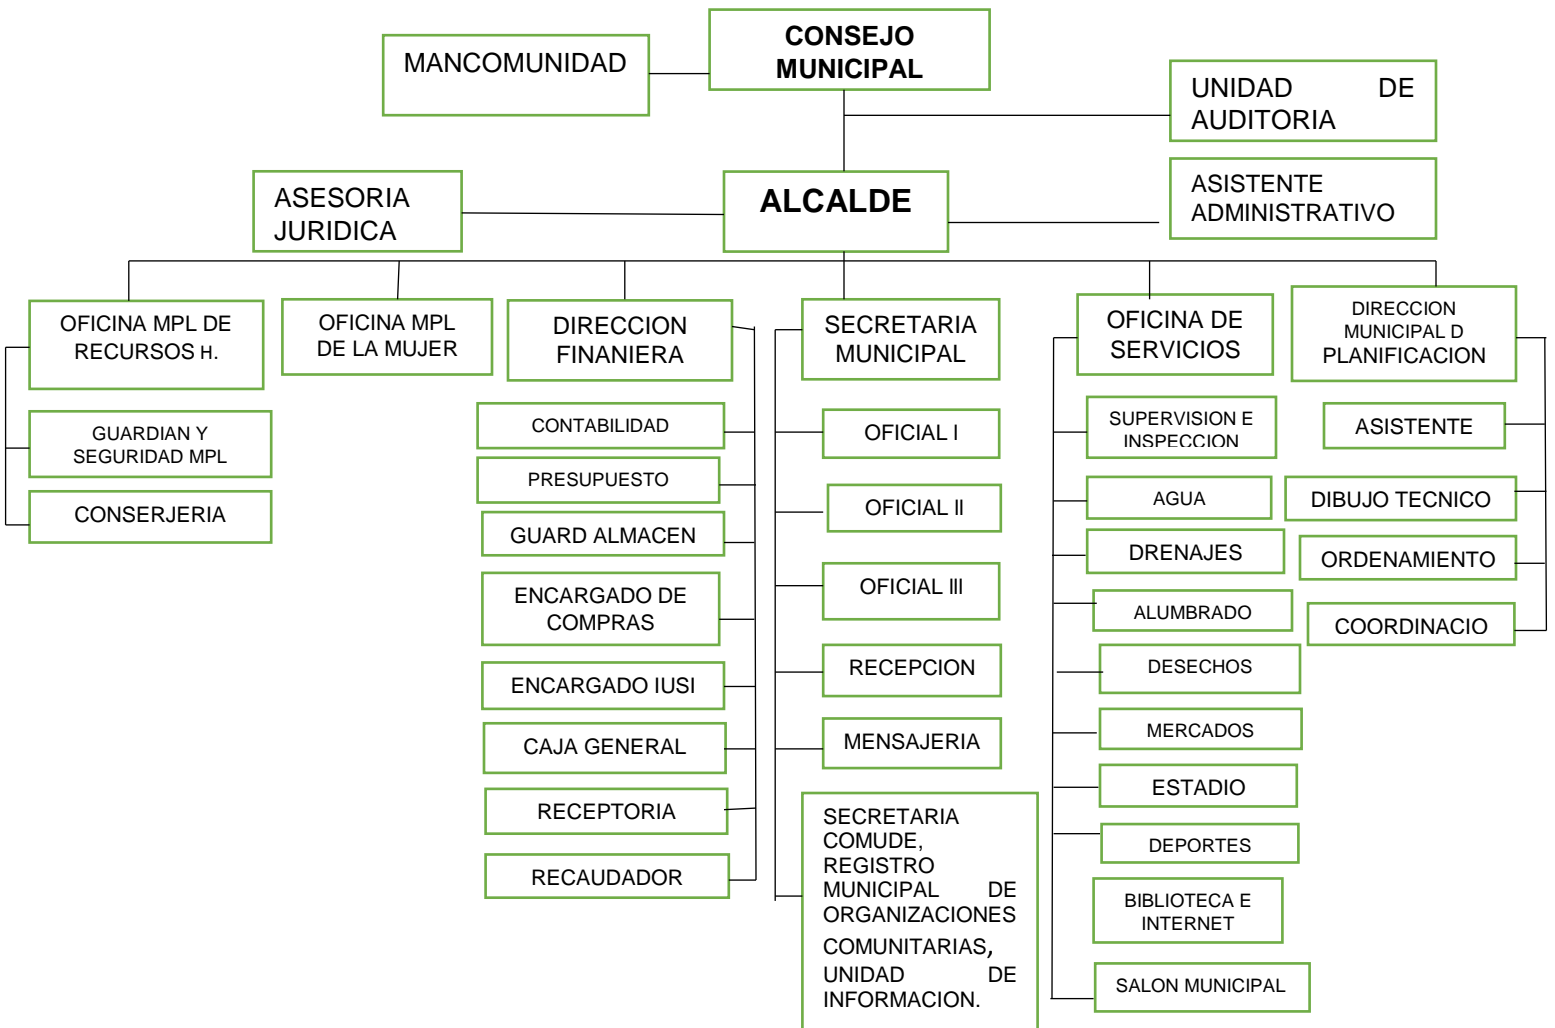 CONSEJO
MUNICIPAL
MANCOMUNIDAD
UNIDAD DE
AUDITORIA
ASESORIA
JURIDICA
ALCALDE
ASISTENTE
ADMINISTRATIVO
OFICINA MPL DE
RECURSOS H.
GUARDIAN Y
SEGURIDAD MPL
CONSERJERIA
OFICINA MPL
DE LA MUJER
DIRECCION
FINANIERA
CONTABILIDAD
PRESUPUESTO
GUARD ALMACEN
ENCARGADO DE
COMPRAS
ENCARGADO IUSI
CAJA GENERAL
RECEPTORIA
RECAUDADOR
SECRETARIA
MUNICIPAL
OFICIAL I
OFICIAL II
OFICIAL III
RECEPCION
MENSAJERIA
SECRETARIA
COMUDE,
REGISTRO
MUNICIPAL DE
ORGANIZACIONES
COMUNITARIAS,
UNIDAD DE
INFORMACION.
OFICINA DE
SERVICIOS
SUPERVISION E
INSPECCION
AGUA
DRENAJES
ALUMBRADO
DESECHOS
MERCADOS
ESTADIO
DEPORTES
BIBLIOTECA E
INTERNET
SALON MUNICIPAL
DIRECCION
MUNICIPAL D
PLANIFICACION
ASISTENTE
DIBUJO TECNICO
ORDENAMIENTO
COORDINACIO